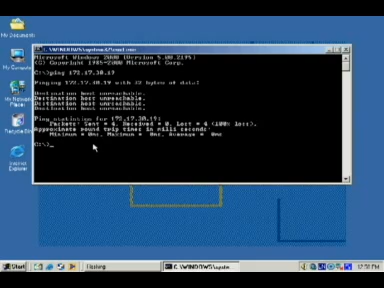 My Documents
My Computer
My Network Places
Recycle Bin
Internet Explorer
Microsoft Windows 2000 [Version 5.00.2195]
(C) Copyright 1985-2000 Microsoft Corp.
C:\>ping 172.17.30.19
Pinging 172.17.30.19 with 32 bytes of data:
Destination host unreachable.
Destination host unreachable.
Destination host unreachable.
Destination host unreachable.
Ping statistics for 172.17.30.19:
Packets: Sent = 4, Received = 0, Lost = 4 (100% loss),
Approximate round trip times in milli-seconds:
Minimum = 0ms, Maximum = 0ms, Average = 0ms
C:\>_
Start
C:\WINDOWS\system